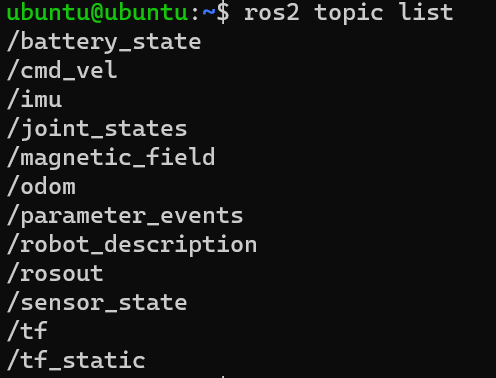 ubuntu@ubuntu:~$ ros2 topic list
/battery_state
/cmd_vel
/imu
/joint_states
/magnetic_field
/odom
/parameter_events
/robot_description
/rosout
/sensor_state
/tf
/tf_static